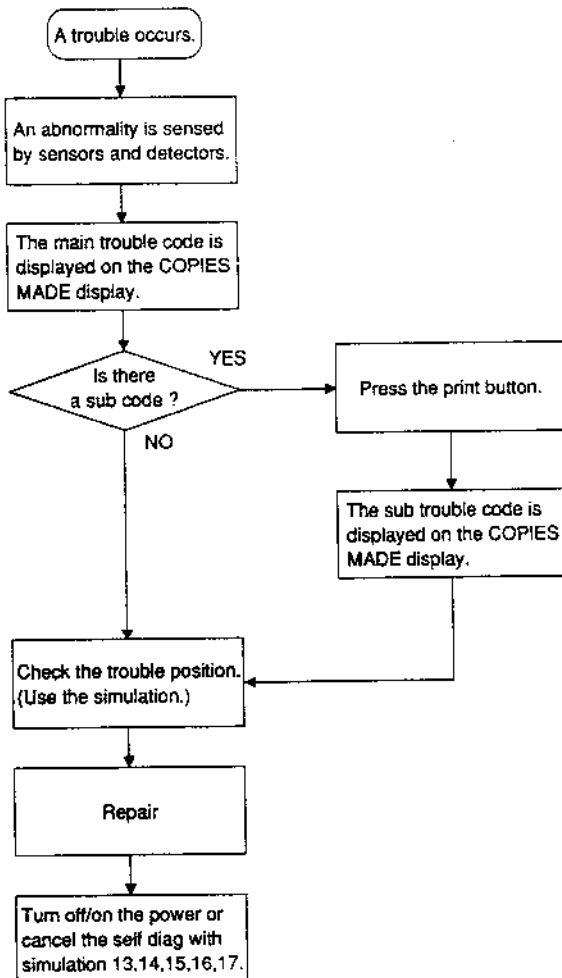 A trouble occurs.
An abnormality is sensed
by sensors and detectors.
The main trouble code is
displayed on the COPIES
MADE display.
Is there
a sub code ?
YES
NO
Press the print button.
The sub trouble code is
displayed on the COPIES
MADE display.
Check the trouble position.
(Use the simulation.)
Repair
Turn off/on the power or
cancel the self diag with
simulation 13,14,15,16,17.